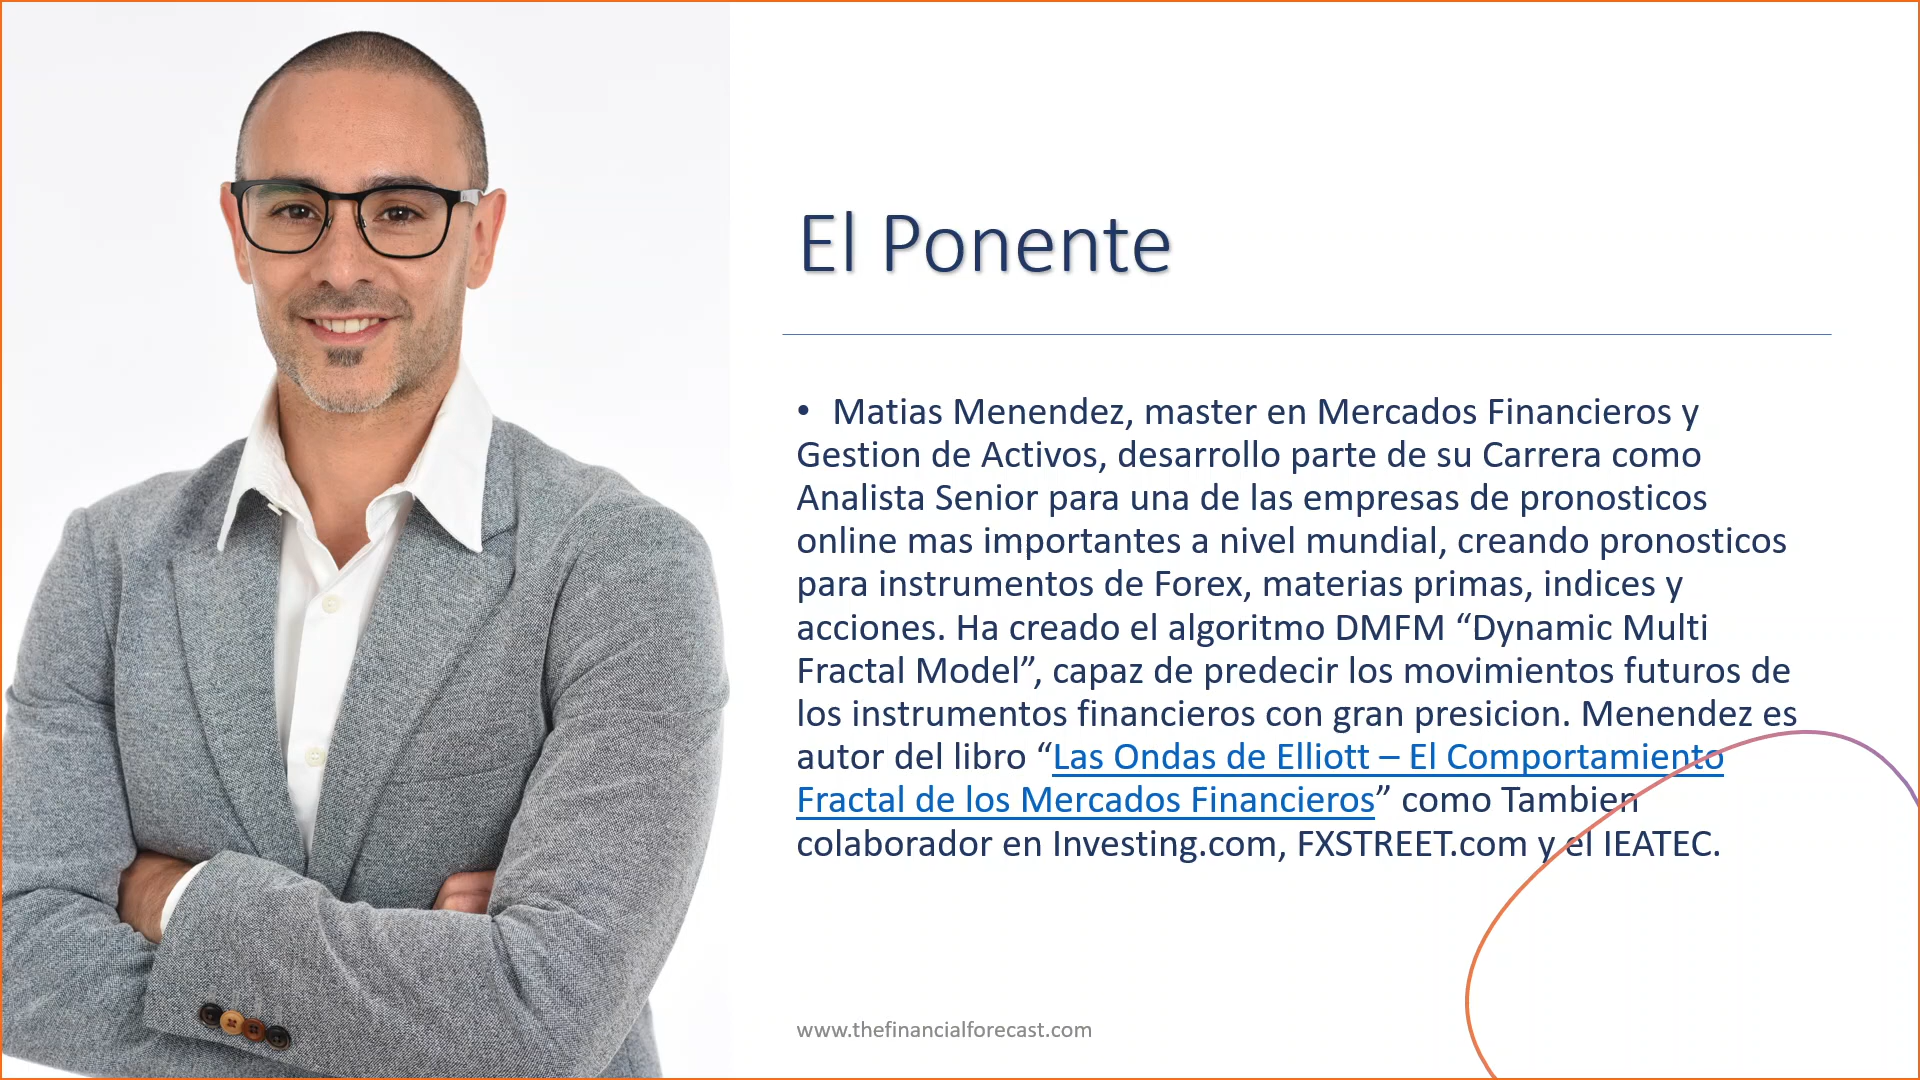 El Ponente
• Matias Menendez, master en Mercados Financieros y
Gestion de Activos, desarrollo parte de su Carrera como
Analista Senior para una de las empresas de pronosticos
online mas importantes a nivel mundial, creando pronosticos
para instrumentos de Forex, materias primas, indices y
acciones. Ha creado el algoritmo DMFM “Dynamic Multi
Fractal Model”, capaz de predecir los movimientos futuros de
los instrumentos financieros con gran presicion. Menendez es
autor del libro “Las Ondas de Elliott – El Comportamiento
Fractal de los Mercados Financieros” como Tambien
colaborador en Investing.com, FXSTREET.com y el IEATEC.
www.thefinancialforecast.com